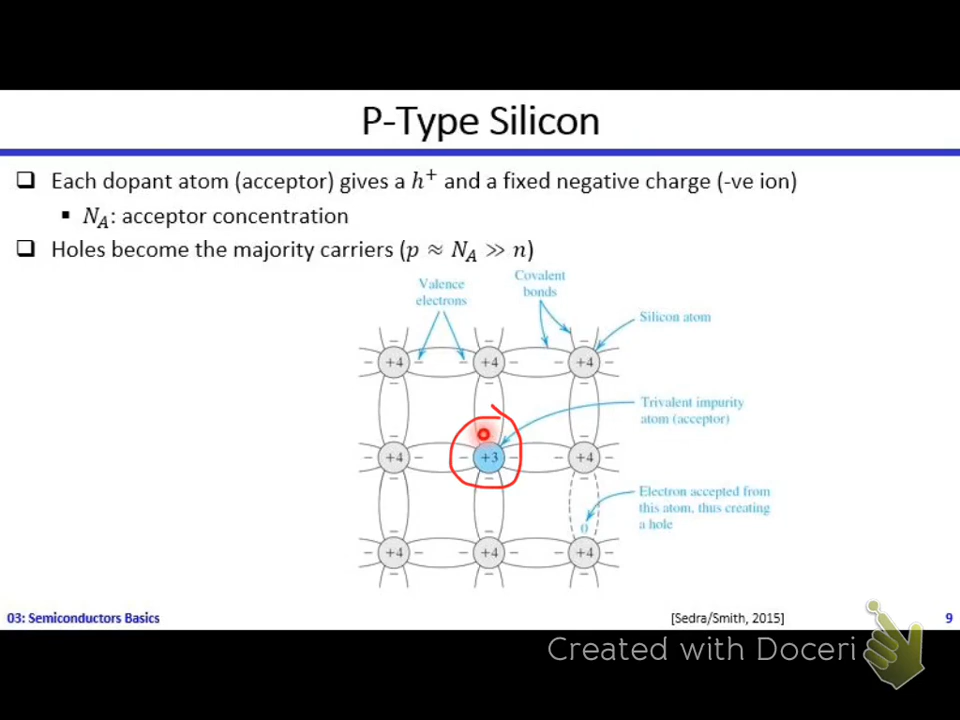 P-Type Silicon
❑ Each dopant atom (acceptor) gives a h⁺ and a fixed negative charge (-ve ion)
▪ N_A: acceptor concentration
❑ Holes become the majority carriers (p ≈ N_A ≫ n)
Valence
electrons
Covalent
bonds
Silicon atom
+4 +4 +4
Trivalent impurity
atom (acceptor)
+4 +3 +4
Electron accepted from
this atom, thus creating
a hole
0
+4 +4 +4
03: Semiconductors Basics
[Sedra/Smith, 2015]
9
Created with Doceri